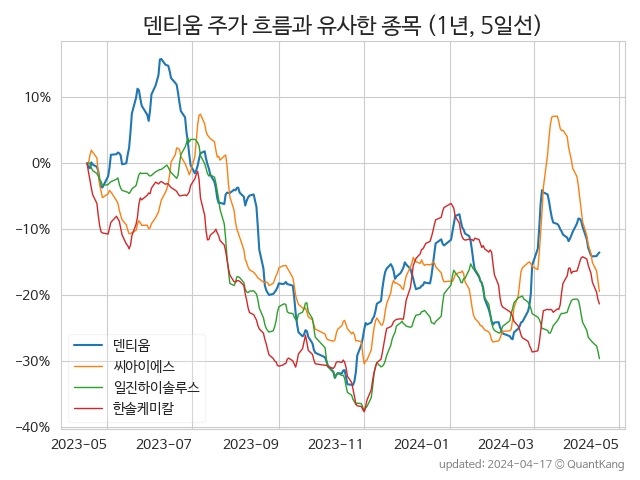 덴티움 주가 흐름과 유사한 종목 (1년, 5일선)
10%
0%
−10%
−20%
−30%
−40%
덴티움
씨아이에스
일진하이솔루스
한솔케미칼
2023-05 2023-07 2023-09 2023-11 2024-01 2024-03 2024-05
updated: 2024-04-17 © QuantKang